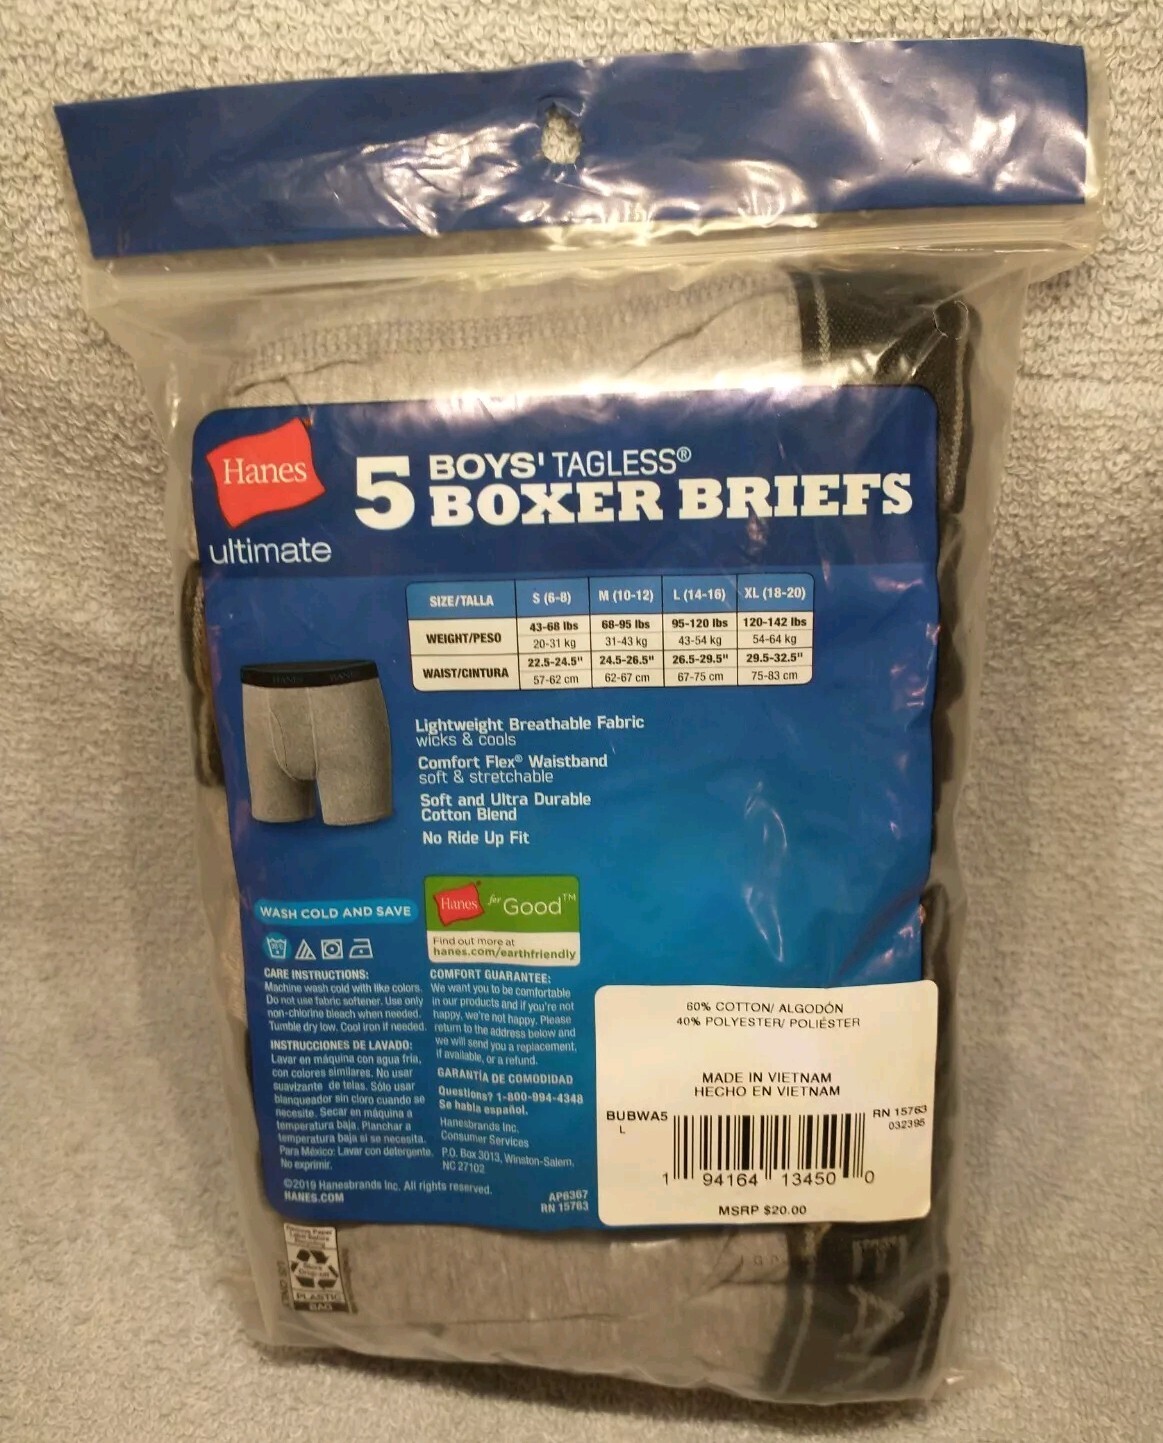 Hanes
ultimate
5 BOYS' TAGLESS®
BOXER BRIEFS
SIZE/TALLA S (6-8) M (10-12) L (14-16) XL (18-20)
WEIGHT/PESO 43-68 lbs 68-95 lbs 95-120 lbs 120-142 lbs
20-31 kg 31-43 kg 43-54 kg 54-64 kg
WAIST/CINTURA 22.5-24.5" 24.5-26.5" 26.5-29.5" 29.5-32.5"
57-62 cm 62-67 cm 67-75 cm 75-83 cm
HANES
Lightweight Breathable Fabric
wicks & cools
Comfort Flex® Waistband
soft & stretchable
Soft and Ultra Durable
Cotton Blend
No Ride Up Fit
WASH COLD AND SAVE
CARE INSTRUCTIONS:
Machine wash cold with like colors.
Do not use fabric softener. Use only
non-chlorine bleach when needed.
Tumble dry low. Cool iron if needed.
INSTRUCCIONES DE LAVADO:
Lavar en máquina con agua fría,
con colores similares. No usar
suavizante de telas. Sólo usar
blanqueador sin cloro cuando se
necesite. Secar en máquina a
temperatura baja. Planchar a
temperatura baja si se necesita.
Para México: Lavar con detergente.
No exprimir.
©2019 Hanesbrands Inc. All rights reserved.
HANES.COM
Hanes for Good™
Find out more at
hanes.com/earthfriendly
COMFORT GUARANTEE:
We want you to be comfortable
in our products and if you're not
happy, we're not happy. Please
return to the address below and
we will send you a replacement,
if available, or a refund.
GARANTÍA DE COMODIDAD
Questions? 1-800-994-4348
Se habla español.
Hanesbrands Inc.
Consumer Services
P.O. Box 3013, Winston-Salem,
NC 27102
AP6367
RN 15763
60% COTTON/ ALGODÓN
40% POLYESTER/ POLIÉSTER
MADE IN VIETNAM
HECHO EN VIETNAM
BUBWA5
L
RN 15763
032395
1 94164 13450 0
MSRP $20.00
PLASTIC
BAG